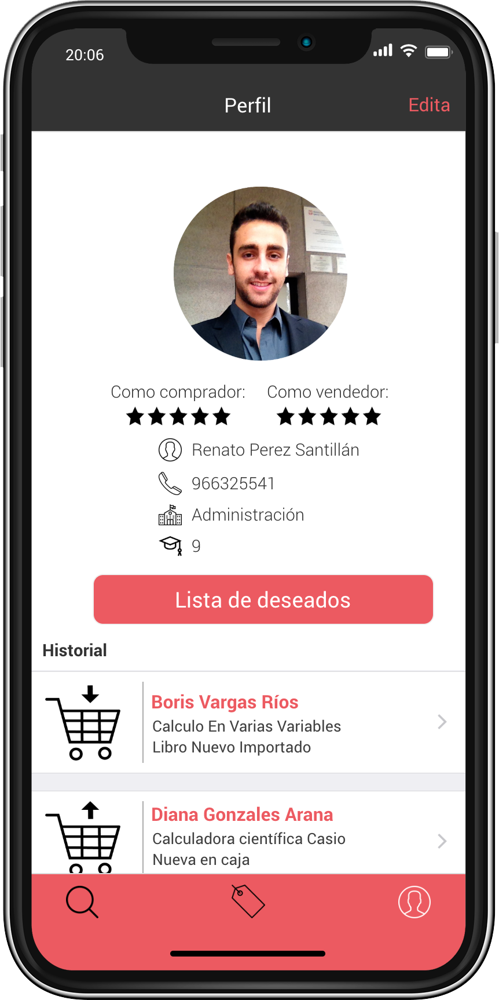 20:06
Perfil
Edita
Como comprador:
Como vendedor:
Renato Perez Santillán
966325541
Administración
9
Lista de deseados
Historial
Boris Vargas Ríos
Calculo En Varias Variables
Libro Nuevo Importado
Diana Gonzales Arana
Calculadora científica Casio
Nueva en caja